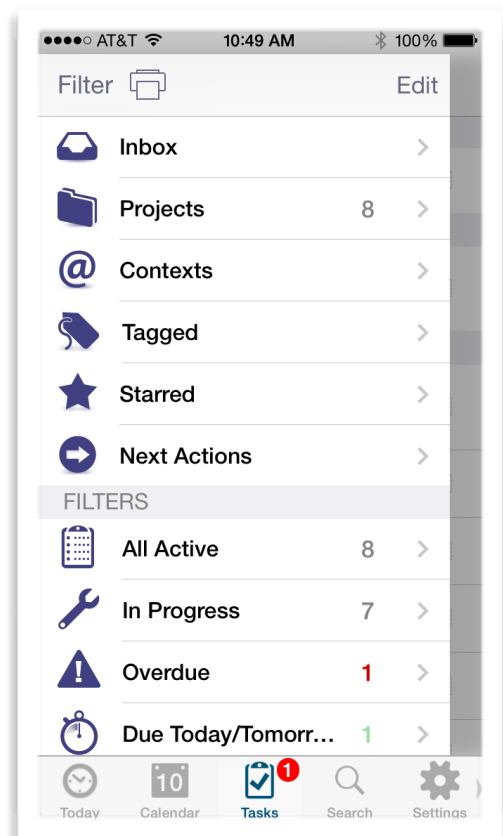 AT&T 10:49 AM 100%
Filter Edit
Inbox
Projects 8
@ Contexts
Tagged
Starred
Next Actions
FILTERS
All Active 8
In Progress 7
Overdue 1
Due Today/Tomorr... 1
10 1
Today Calendar Tasks Search Settings